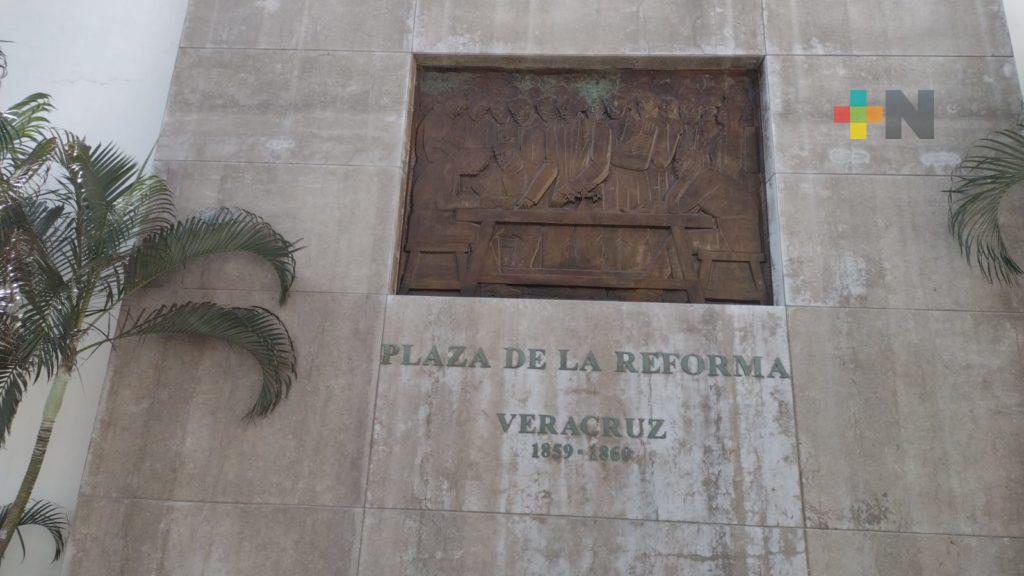 +N
PLAZA DE LA REFORMA
VERACRUZ
1859-1860